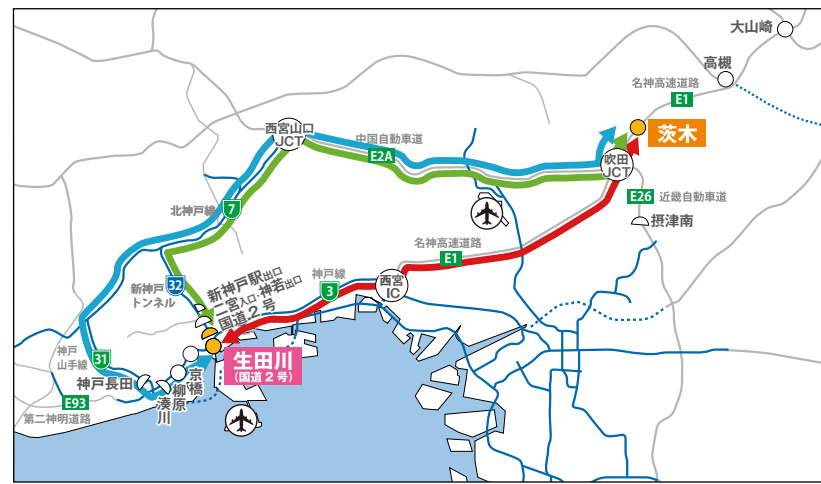 大山崎
高槻
名神高速道路
E1
茨木
西宮山口
JCT
中国自動車道
E2A
吹田
JCT
E26
近畿自動車道
摂津南
北神戸線
7
名神高速道路
E1
新神戸
トンネル
32
新神戸駅出口
二宮入口・神若出口
国道2号
神戸線
3
西宮
IC
生田川
(国道2号)
神戸
山手線
31
神戸長田
京橋
柳原
湊川
E93
第二神明道路